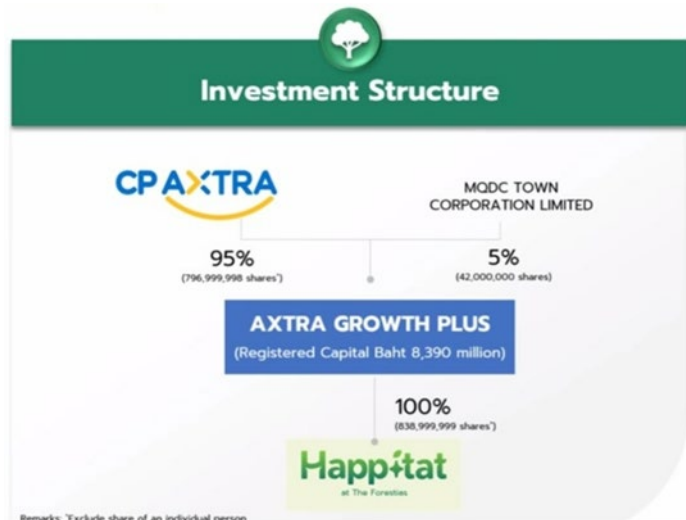 Investment Structure
CP AXTRA
MQDC TOWN
CORPORATION LIMITED
95%
(796,999,998 shares*)
5%
(42,000,000 shares)
AXTRA GROWTH PLUS
(Registered Capital Baht 8,390 million)
100%
(838,999,999 shares*)
Happitat
at The Foresties
Remarks: *Exclude share of an individual person